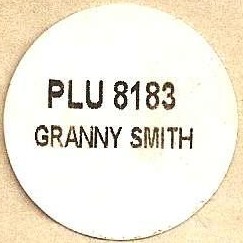 PLU 8183
GRANNY SMITH